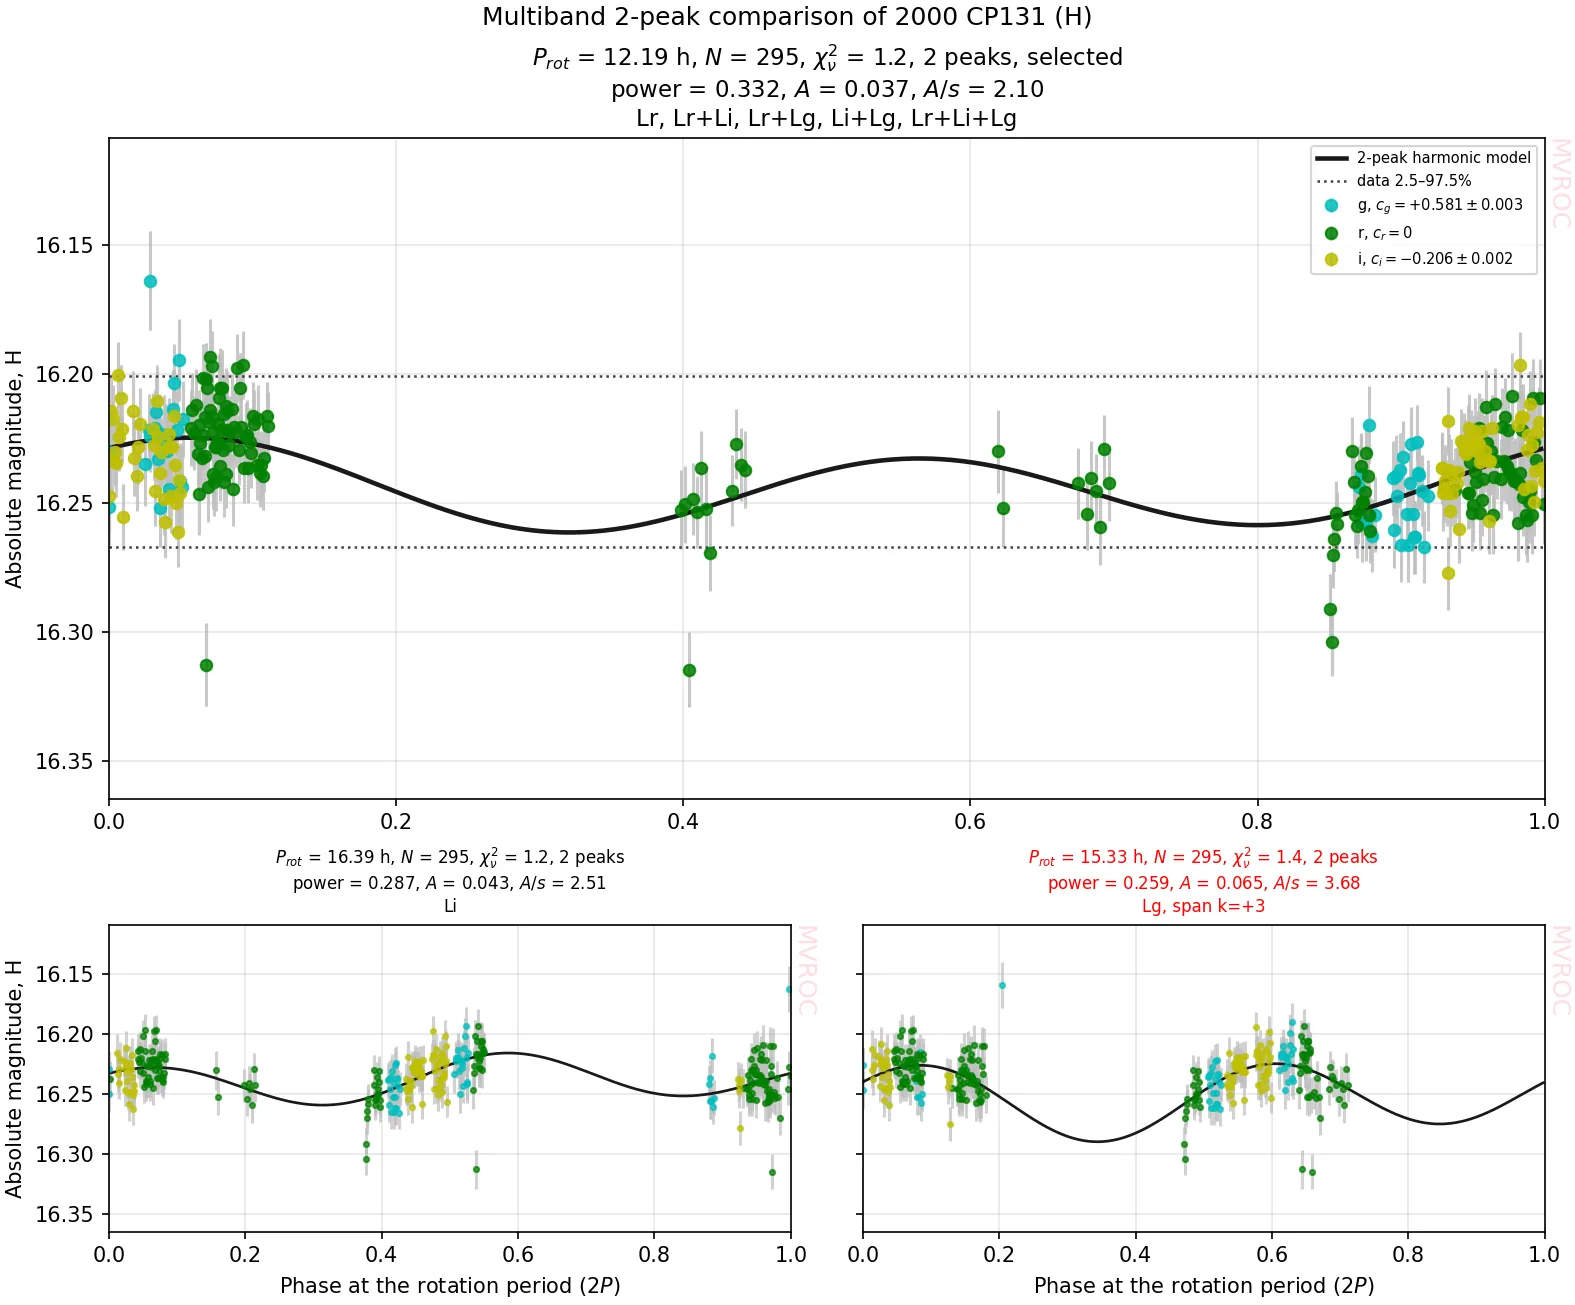 Multiband 2-peak comparison of 2000 CP131 (H)
P_rot = 12.19 h, N = 295, χ²_ν = 1.2, 2 peaks, selected
power = 0.332, A = 0.037, A/s = 2.10
Lr, Lr+Li, Lr+Lg, Li+Lg, Lr+Li+Lg
2-peak harmonic model
data 2.5–97.5%
g, c_g = +0.581 ± 0.003
r, c_r = 0
i, c_i = −0.206 ± 0.002
MVROC
Absolute magnitude, H
16.15
16.20
16.25
16.30
16.35
0.0 0.2 0.4 0.6 0.8 1.0
P_rot = 16.39 h, N = 295, χ²_ν = 1.2, 2 peaks
power = 0.287, A = 0.043, A/s = 2.51
Li
MVROC
Absolute magnitude, H
16.15
16.20
16.25
16.30
16.35
0.0 0.2 0.4 0.6 0.8 1.0
Phase at the rotation period (2P)
P_rot = 15.33 h, N = 295, χ²_ν = 1.4, 2 peaks
power = 0.259, A = 0.065, A/s = 3.68
Lg, span k=+3
MVROC
0.0 0.2 0.4 0.6 0.8 1.0
Phase at the rotation period (2P)